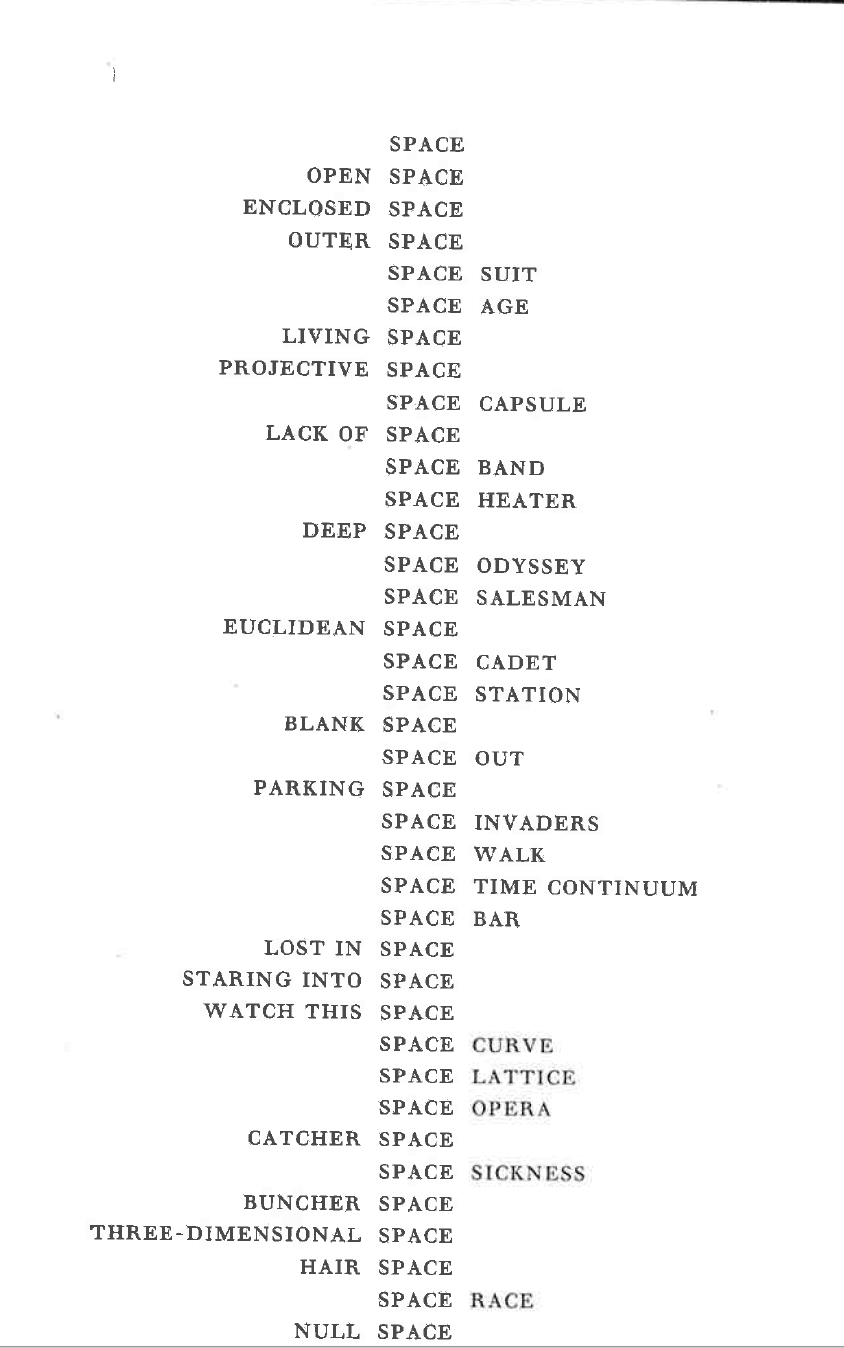 SPACE
OPEN SPACE
ENCLOSED SPACE
OUTER SPACE
SPACE SUIT
SPACE AGE
LIVING SPACE
PROJECTIVE SPACE
SPACE CAPSULE
LACK OF SPACE
SPACE BAND
SPACE HEATER
DEEP SPACE
SPACE ODYSSEY
SPACE SALESMAN
EUCLIDEAN SPACE
SPACE CADET
SPACE STATION
BLANK SPACE
SPACE OUT
PARKING SPACE
SPACE INVADERS
SPACE WALK
SPACE TIME CONTINUUM
SPACE BAR
LOST IN SPACE
STARING INTO SPACE
WATCH THIS SPACE
SPACE CURVE
SPACE LATTICE
SPACE OPERA
CATCHER SPACE
SPACE SICKNESS
BUNCHER SPACE
THREE-DIMENSIONAL SPACE
HAIR SPACE
SPACE RACE
NULL SPACE